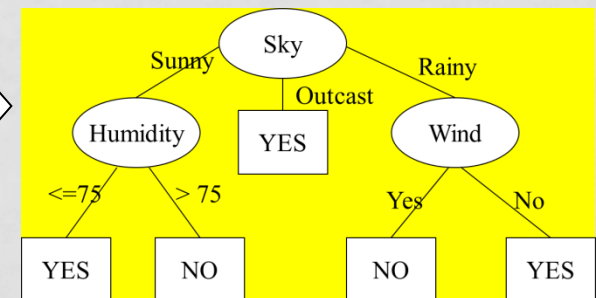 Sky
Sunny
Rainy
Outcast
Humidity
YES
Wind
<=75
> 75
Yes
No
YES
NO
NO
YES